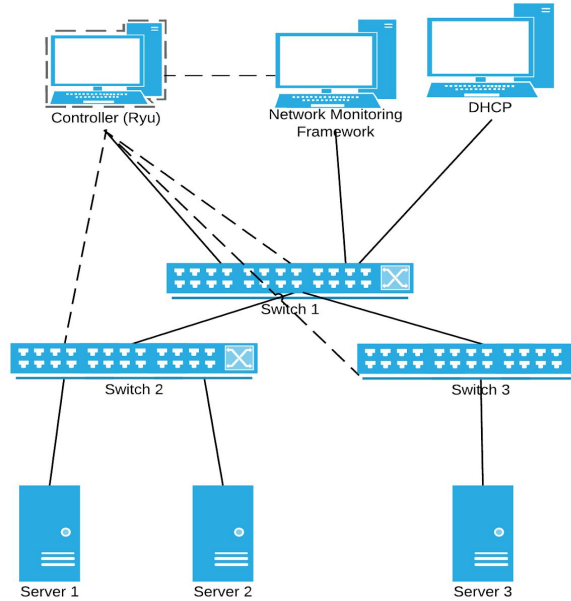 Controller (Ryu)
Network Monitoring
Framework
DHCP
Switch 1
Switch 2
Switch 3
Server 1
Server 2
Server 3